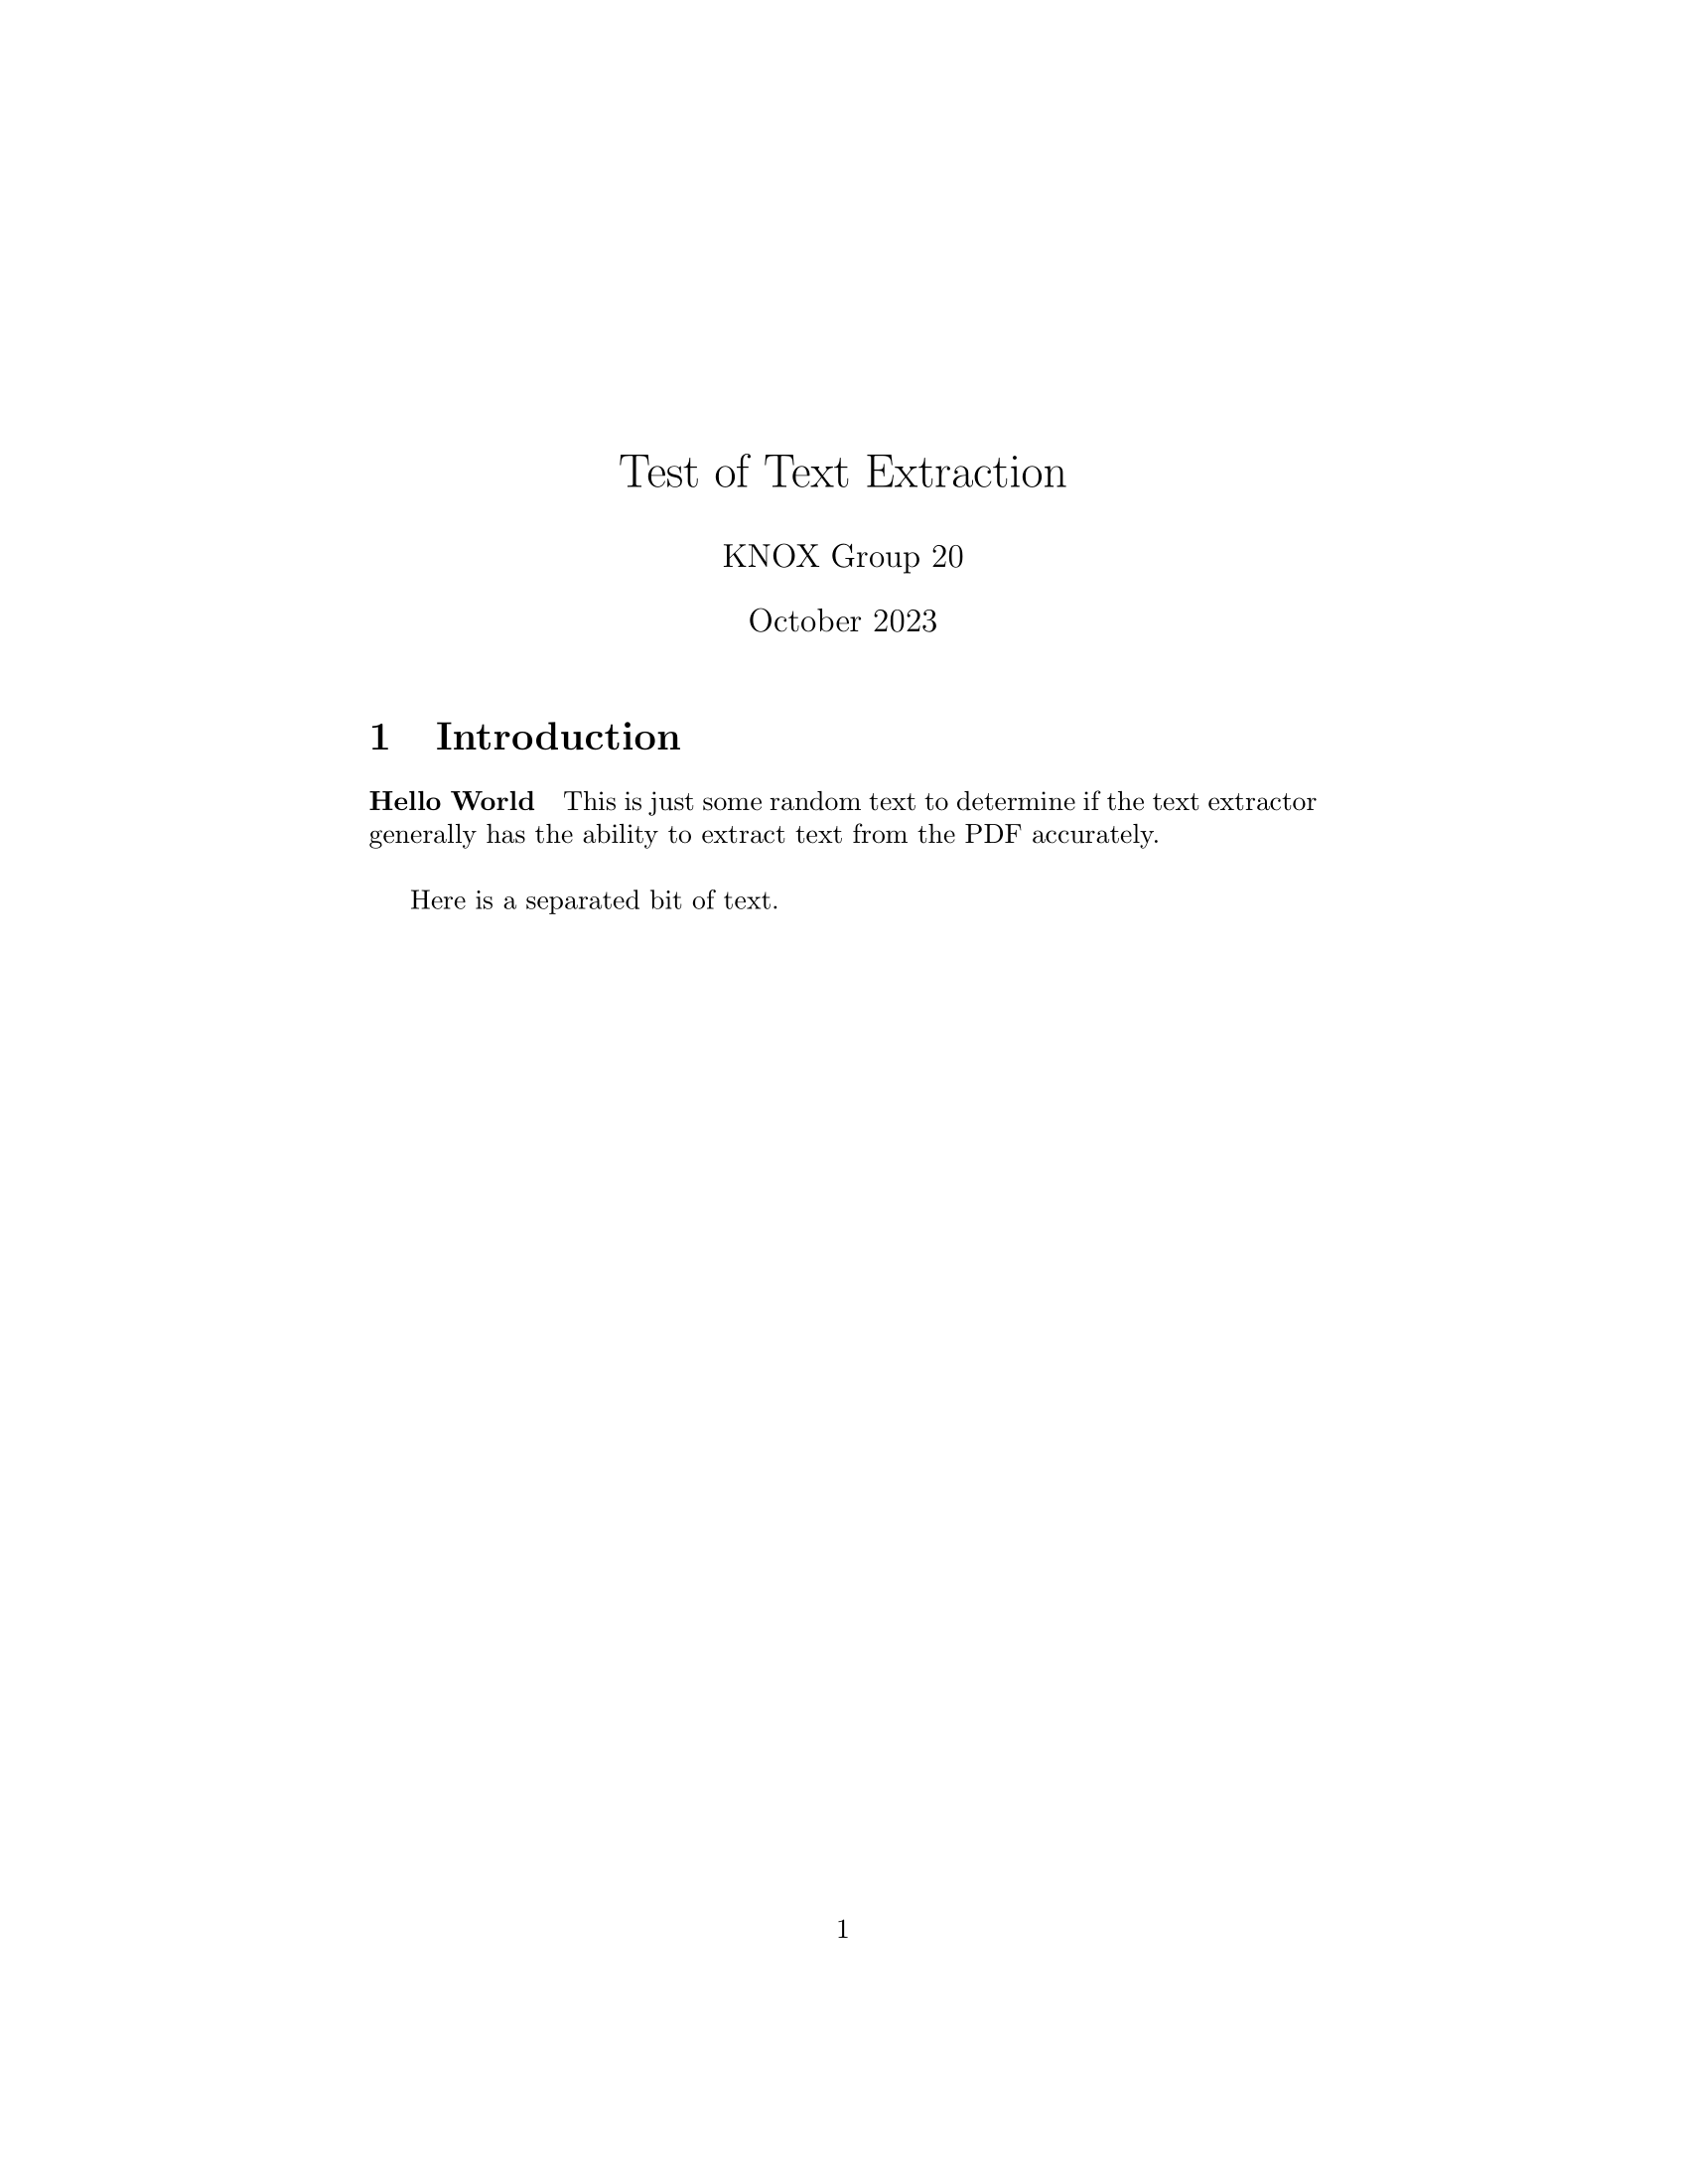 Test of Text Extraction
KNOX Group 20
October 2023
1 Introduction
Hello World This is just some random text to determine if the text extractor
generally has the ability to extract text from the PDF accurately.
Here is a separated bit of text.
1